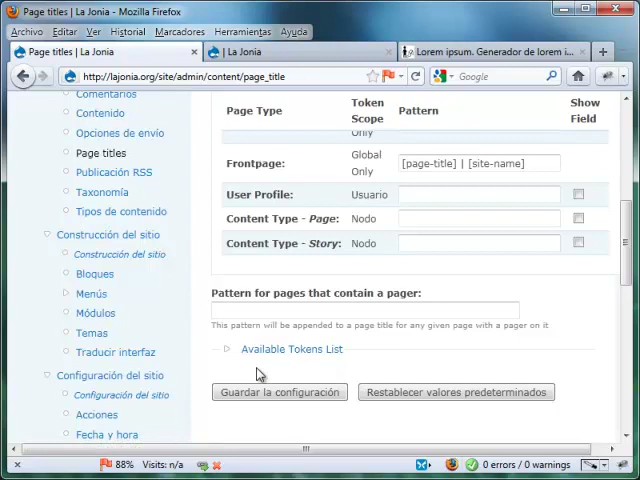 Page titles | La Jonia - Mozilla Firefox
Archivo Editar Ver Historial Marcadores Herramientas Ayuda
Page titles | La Jonia
| La Jonia
Lorem ipsum. Generador de lorem i...
http://lajonia.org/site/admin/content/page_title
Google
Comentarios
Contenido
Opciones de envío
Page titles
Publicación RSS
Taxonomía
Tipos de contenido
Construcción del sitio
Construcción del sitio
Bloques
Menús
Módulos
Temas
Traducir interfaz
Configuración del sitio
Configuración del sitio
Acciones
Fecha y hora
Page Type
Token Scope
Pattern
Show Field
Only
Frontpage:
Global Only
[page-title] | [site-name]
User Profile:
Usuario
Content Type - Page:
Nodo
Content Type - Story:
Nodo
Pattern for pages that contain a pager:
This pattern will be appended to a page title for any given page with a pager on it
Available Tokens List
Guardar la configuración
Restablecer valores predeterminados
88% Visits: n/a
0 errors / 0 warnings